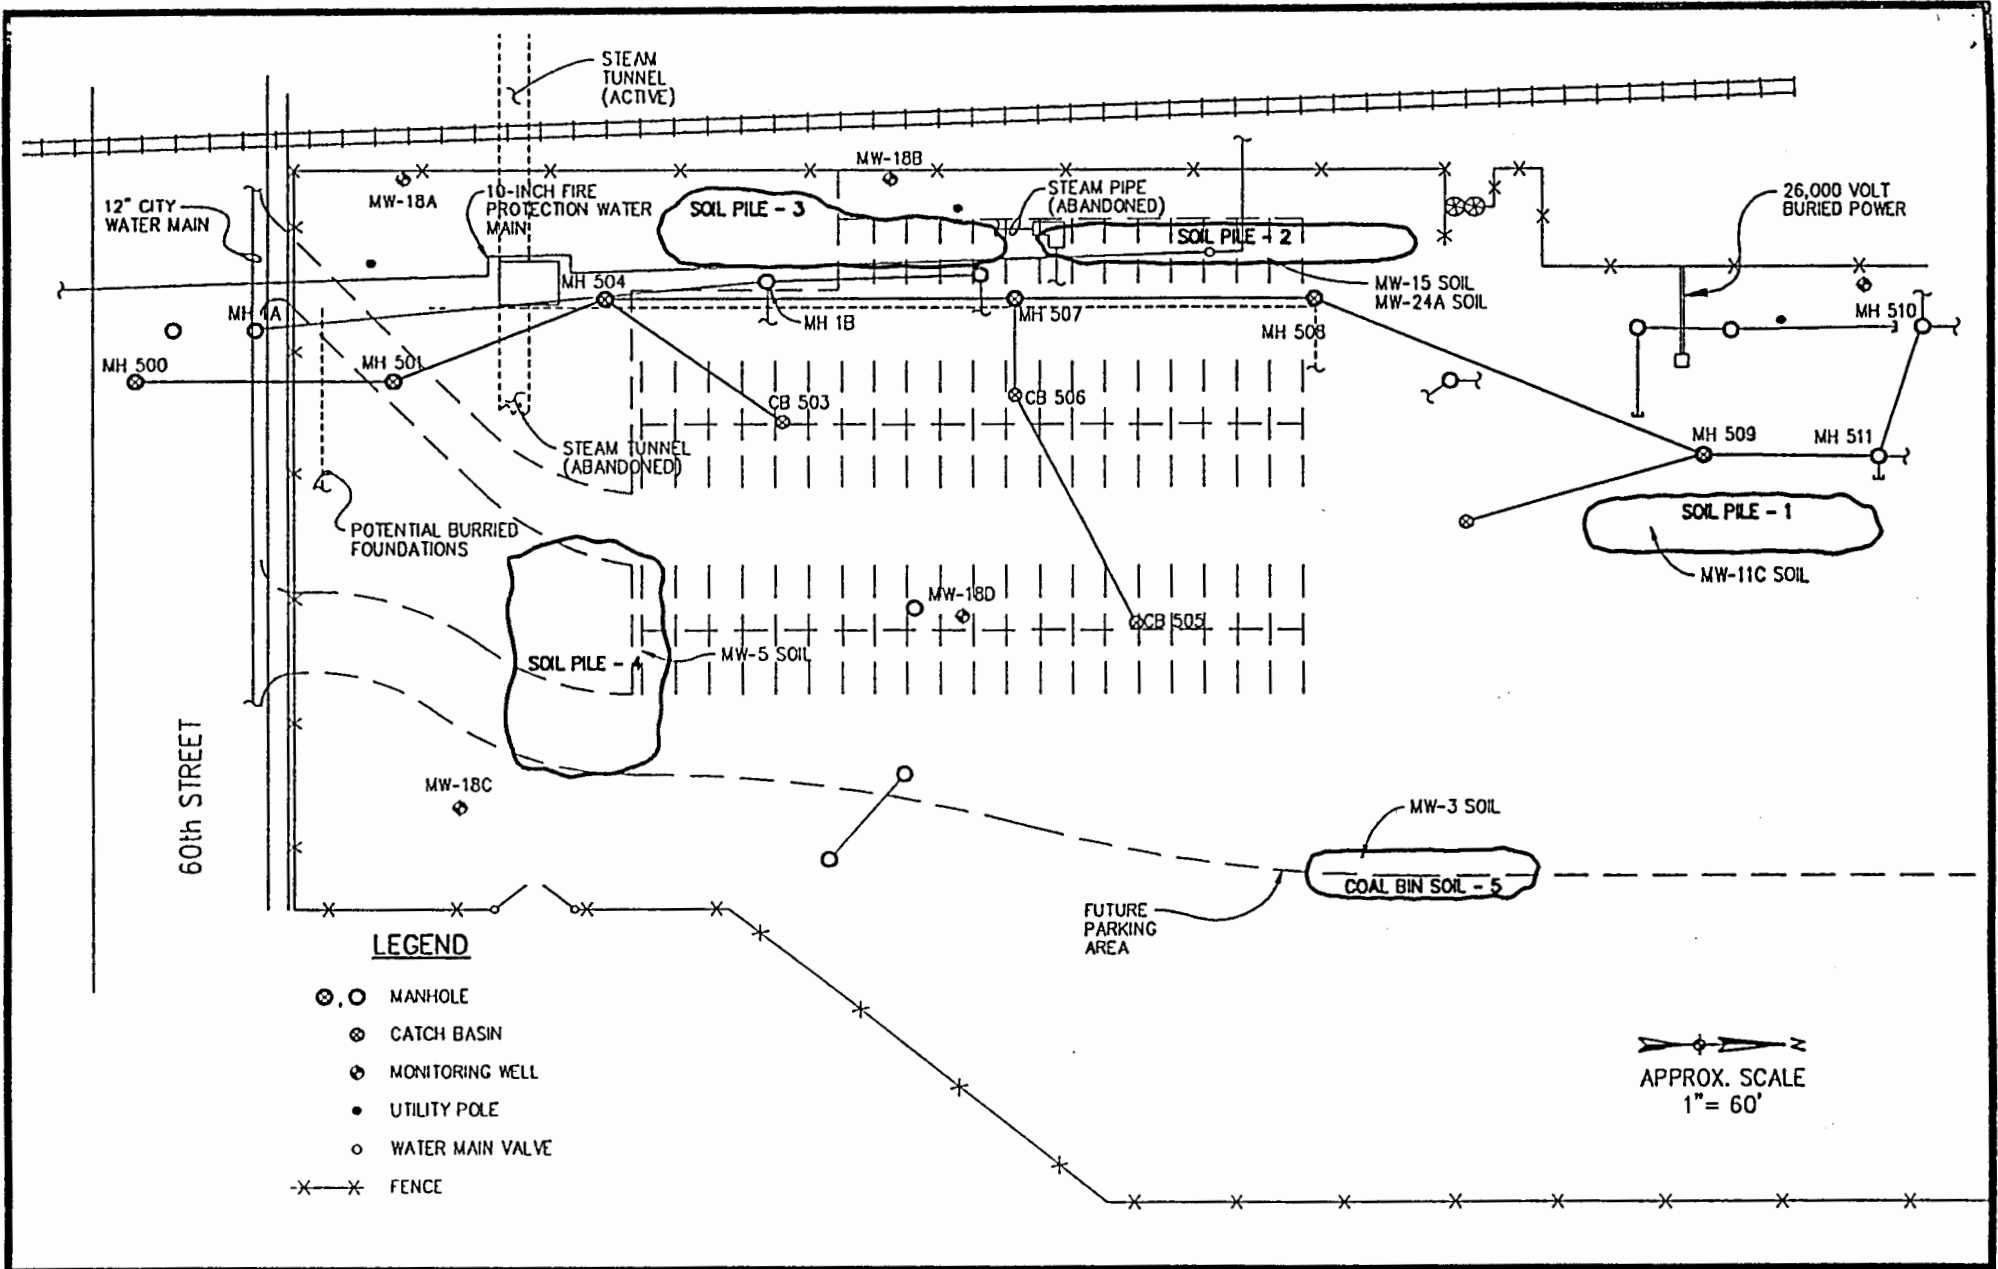 STEAM
TUNNEL
(ACTIVE)
MW-18B
MW-18A
10-INCH FIRE
PROTECTION WATER
MAIN
SOIL PILE - 3
STEAM PIPE
(ABANDONED)
26,000 VOLT
BURIED POWER
12" CITY
WATER MAIN
SOIL PILE - 2
MW-15 SOIL
MW-24A SOIL
MH 504
MH 1A
MH 1B
MH 507
MH 508
MH 510
MH 500
MH 501
CB 503
CB 506
MH 509
MH 511
STEAM TUNNEL
(ABANDONED)
SOIL PILE - 1
POTENTIAL BURRIED
FOUNDATIONS
MW-11C SOIL
MW-18D
CB 505
SOIL PILE - 4
MW-5 SOIL
60th STREET
MW-18C
MW-3 SOIL
COAL BIN SOIL - 5
FUTURE
PARKING
AREA
LEGEND
MANHOLE
CATCH BASIN
MONITORING WELL
UTILITY POLE
WATER MAIN VALVE
FENCE
N
APPROX. SCALE
1"= 60'